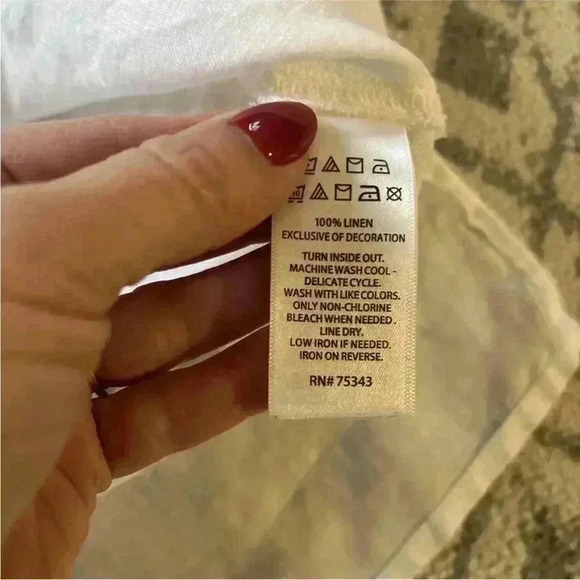 100% LINEN
EXCLUSIVE OF DECORATION
TURN INSIDE OUT.
MACHINE WASH COOL -
DELICATE CYCLE.
WASH WITH LIKE COLORS.
ONLY NON-CHLORINE
BLEACH WHEN NEEDED.
LINE DRY.
LOW IRON IF NEEDED.
IRON ON REVERSE.
RN# 75343